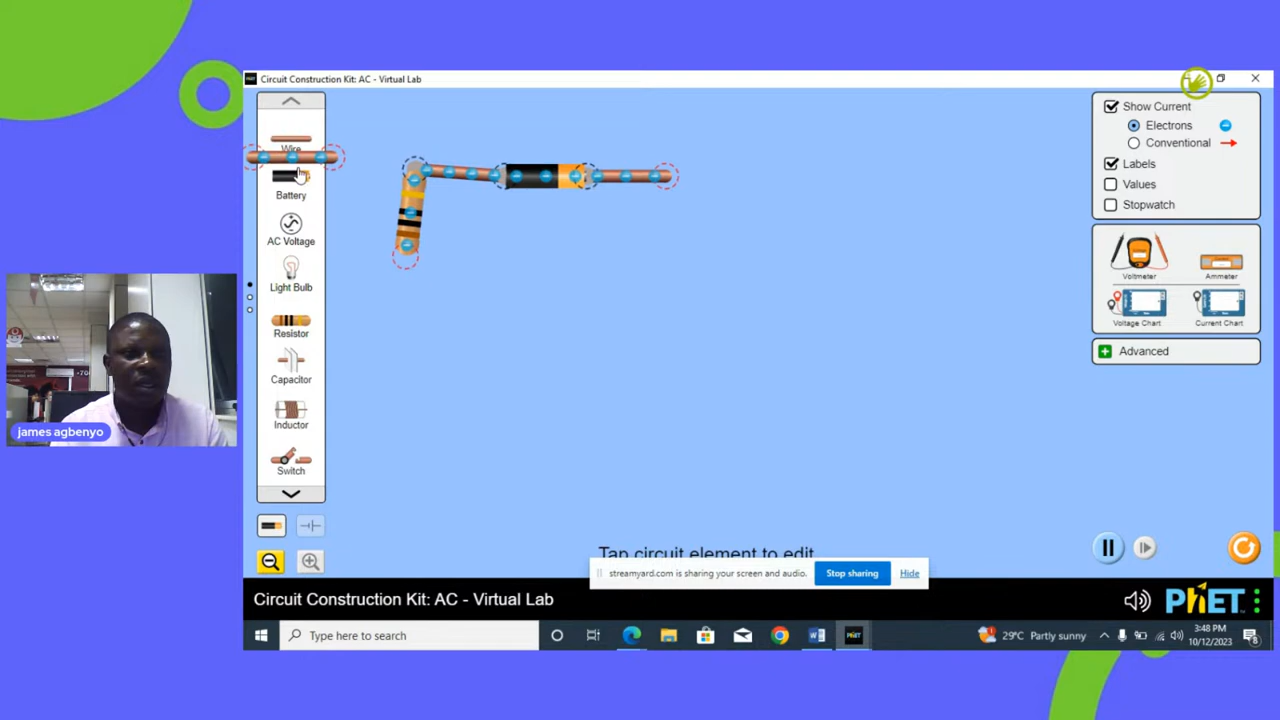 Circuit Construction Kit: AC - Virtual Lab
Wire
Battery
AC Voltage
Light Bulb
Resistor
Capacitor
Inductor
Switch
Show Current
Electrons
Conventional
Labels
Values
Stopwatch
Voltmeter
Ammeter
Voltage Chart
Current Chart
Advanced
james agbenyo
Tap circuit element to edit
streamyard.com is sharing your screen and audio.
Stop sharing
Hide
Circuit Construction Kit: AC - Virtual Lab
PhET
Type here to search
29°C Partly sunny
3:48 PM
10/12/2023
8